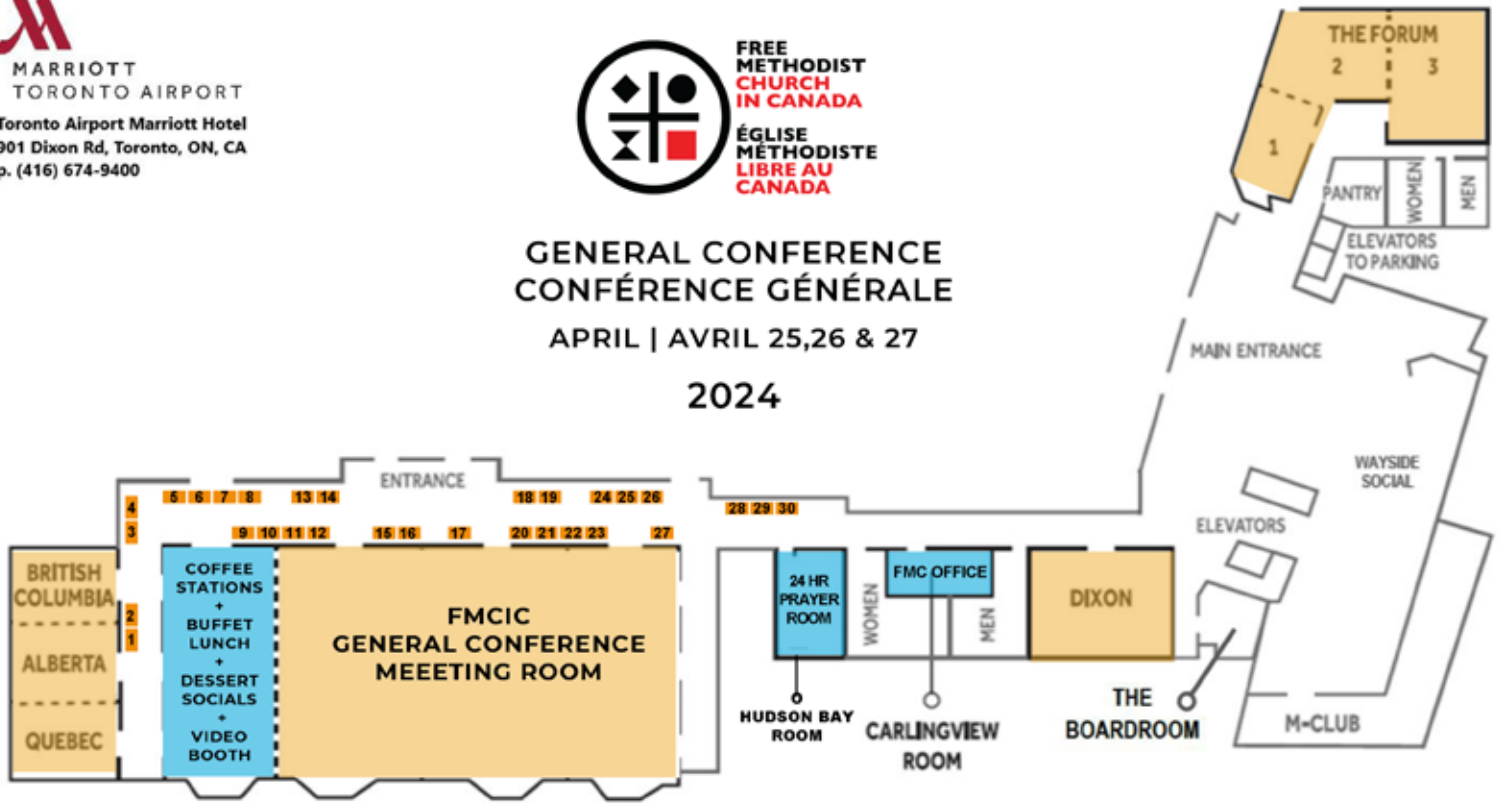 MARRIOTT
TORONTO AIRPORT
Toronto Airport Marriott Hotel
901 Dixon Rd, Toronto, ON, CA
p. (416) 674-9400
FREE
METHODIST
CHURCH
IN CANADA
ÉGLISE
MÉTHODISTE
LIBRE AU
CANADA
GENERAL CONFERENCE
CONFÉRENCE GÉNÉRALE
APRIL | AVRIL 25,26 & 27
2024
THE FORUM
2
3
1
PANTRY
WOMEN
MEN
ELEVATORS
TO PARKING
MAIN ENTRANCE
WAYSIDE
SOCIAL
ELEVATORS
ENTRANCE
5 6 7 8
13 14
18 19
24 25 26
4
3
9 10 11 12
15 16
17
20 21 22 23
27
28 29 30
2
1
BRITISH
COLUMBIA
ALBERTA
QUEBEC
COFFEE
STATIONS
+
BUFFET
LUNCH
+
DESSERT
SOCIALS
+
VIDEO
BOOTH
FMCIC
GENERAL CONFERENCE
MEEETING ROOM
24 HR
PRAYER
ROOM
WOMEN
FMC OFFICE
MEN
DIXON
HUDSON BAY
ROOM
CARLINGVIEW
ROOM
THE
BOARDROOM
M-CLUB